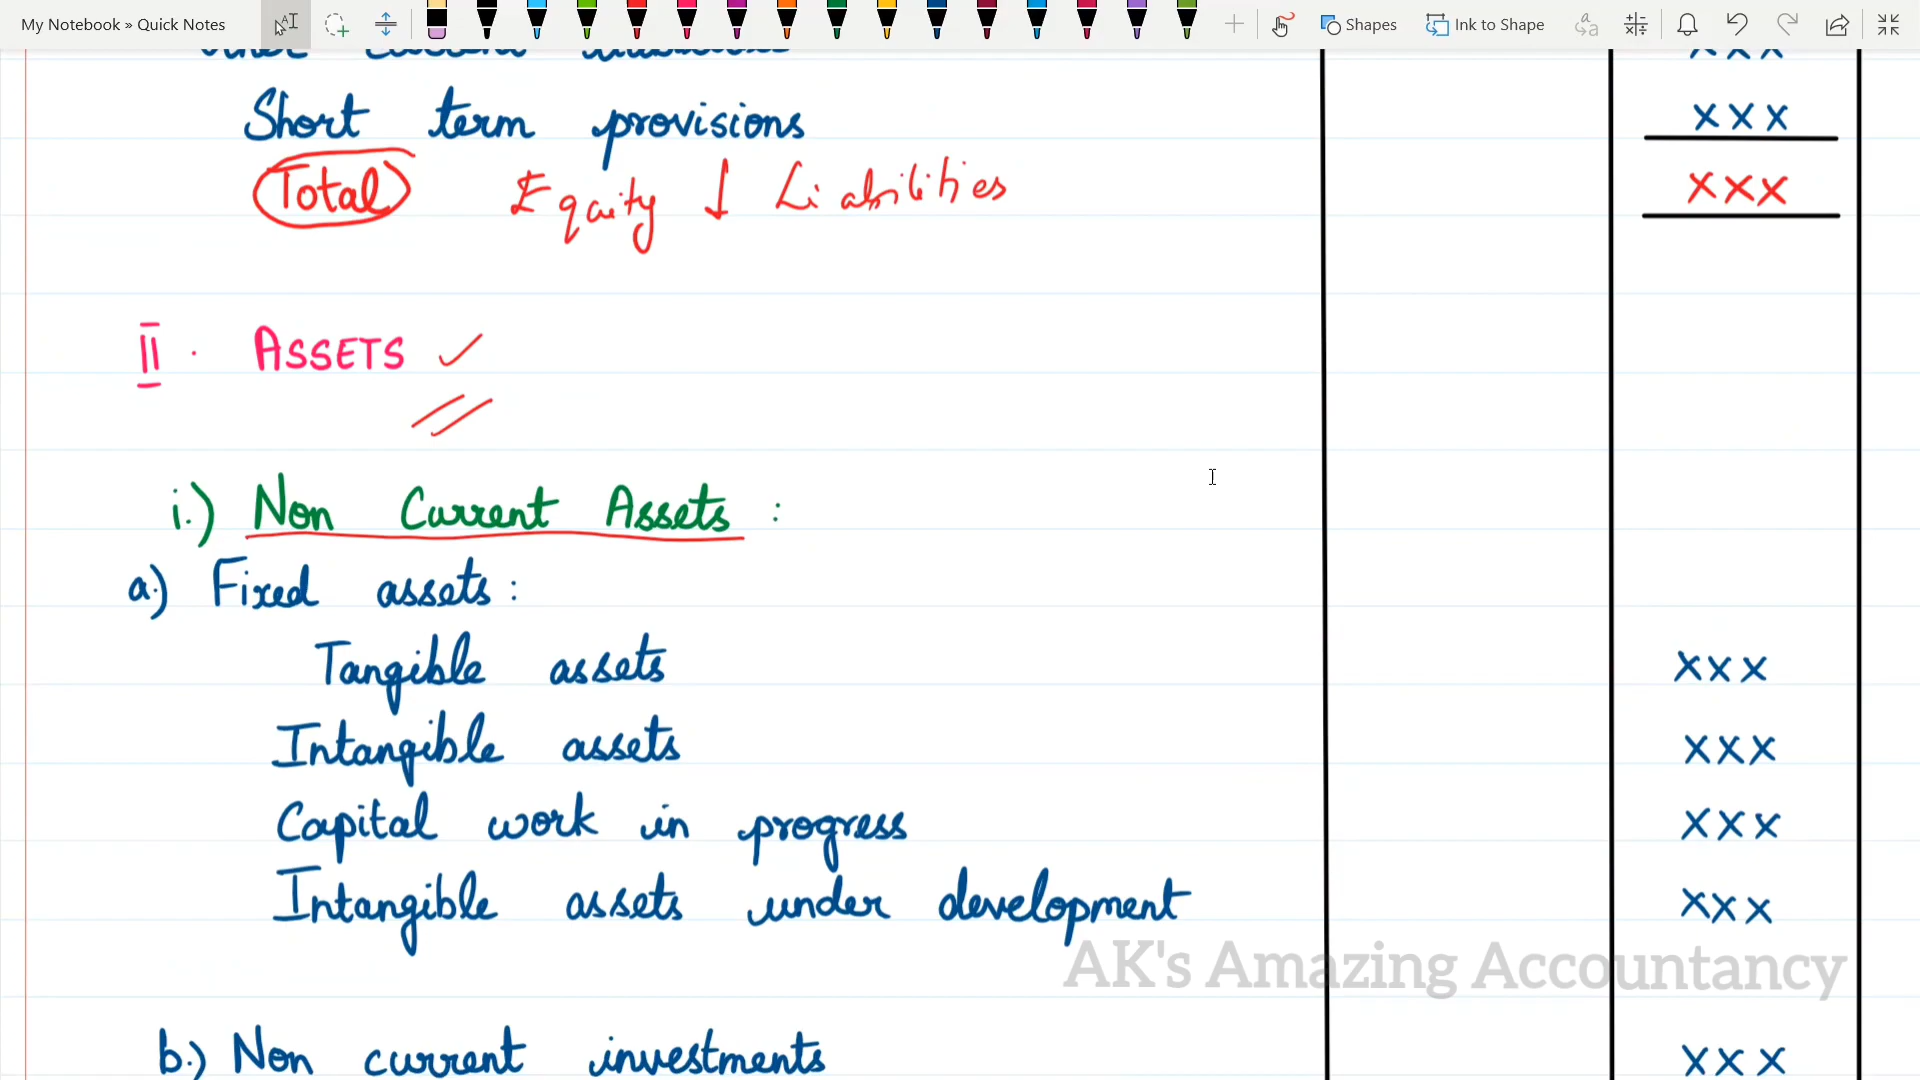 My Notebook » Quick Notes
Shapes
Ink to Shape
xxx
Short term provisions xxx
Total Equity & Liabilities xxx
II. ASSETS
i.) Non Current Assets :
a.) Fixed assets :
Tangible assets xxx
Intangible assets xxx
Capital work in progress xxx
Intangible assets under development xxx
AK's Amazing Accountancy
b.) Non current investments xxx